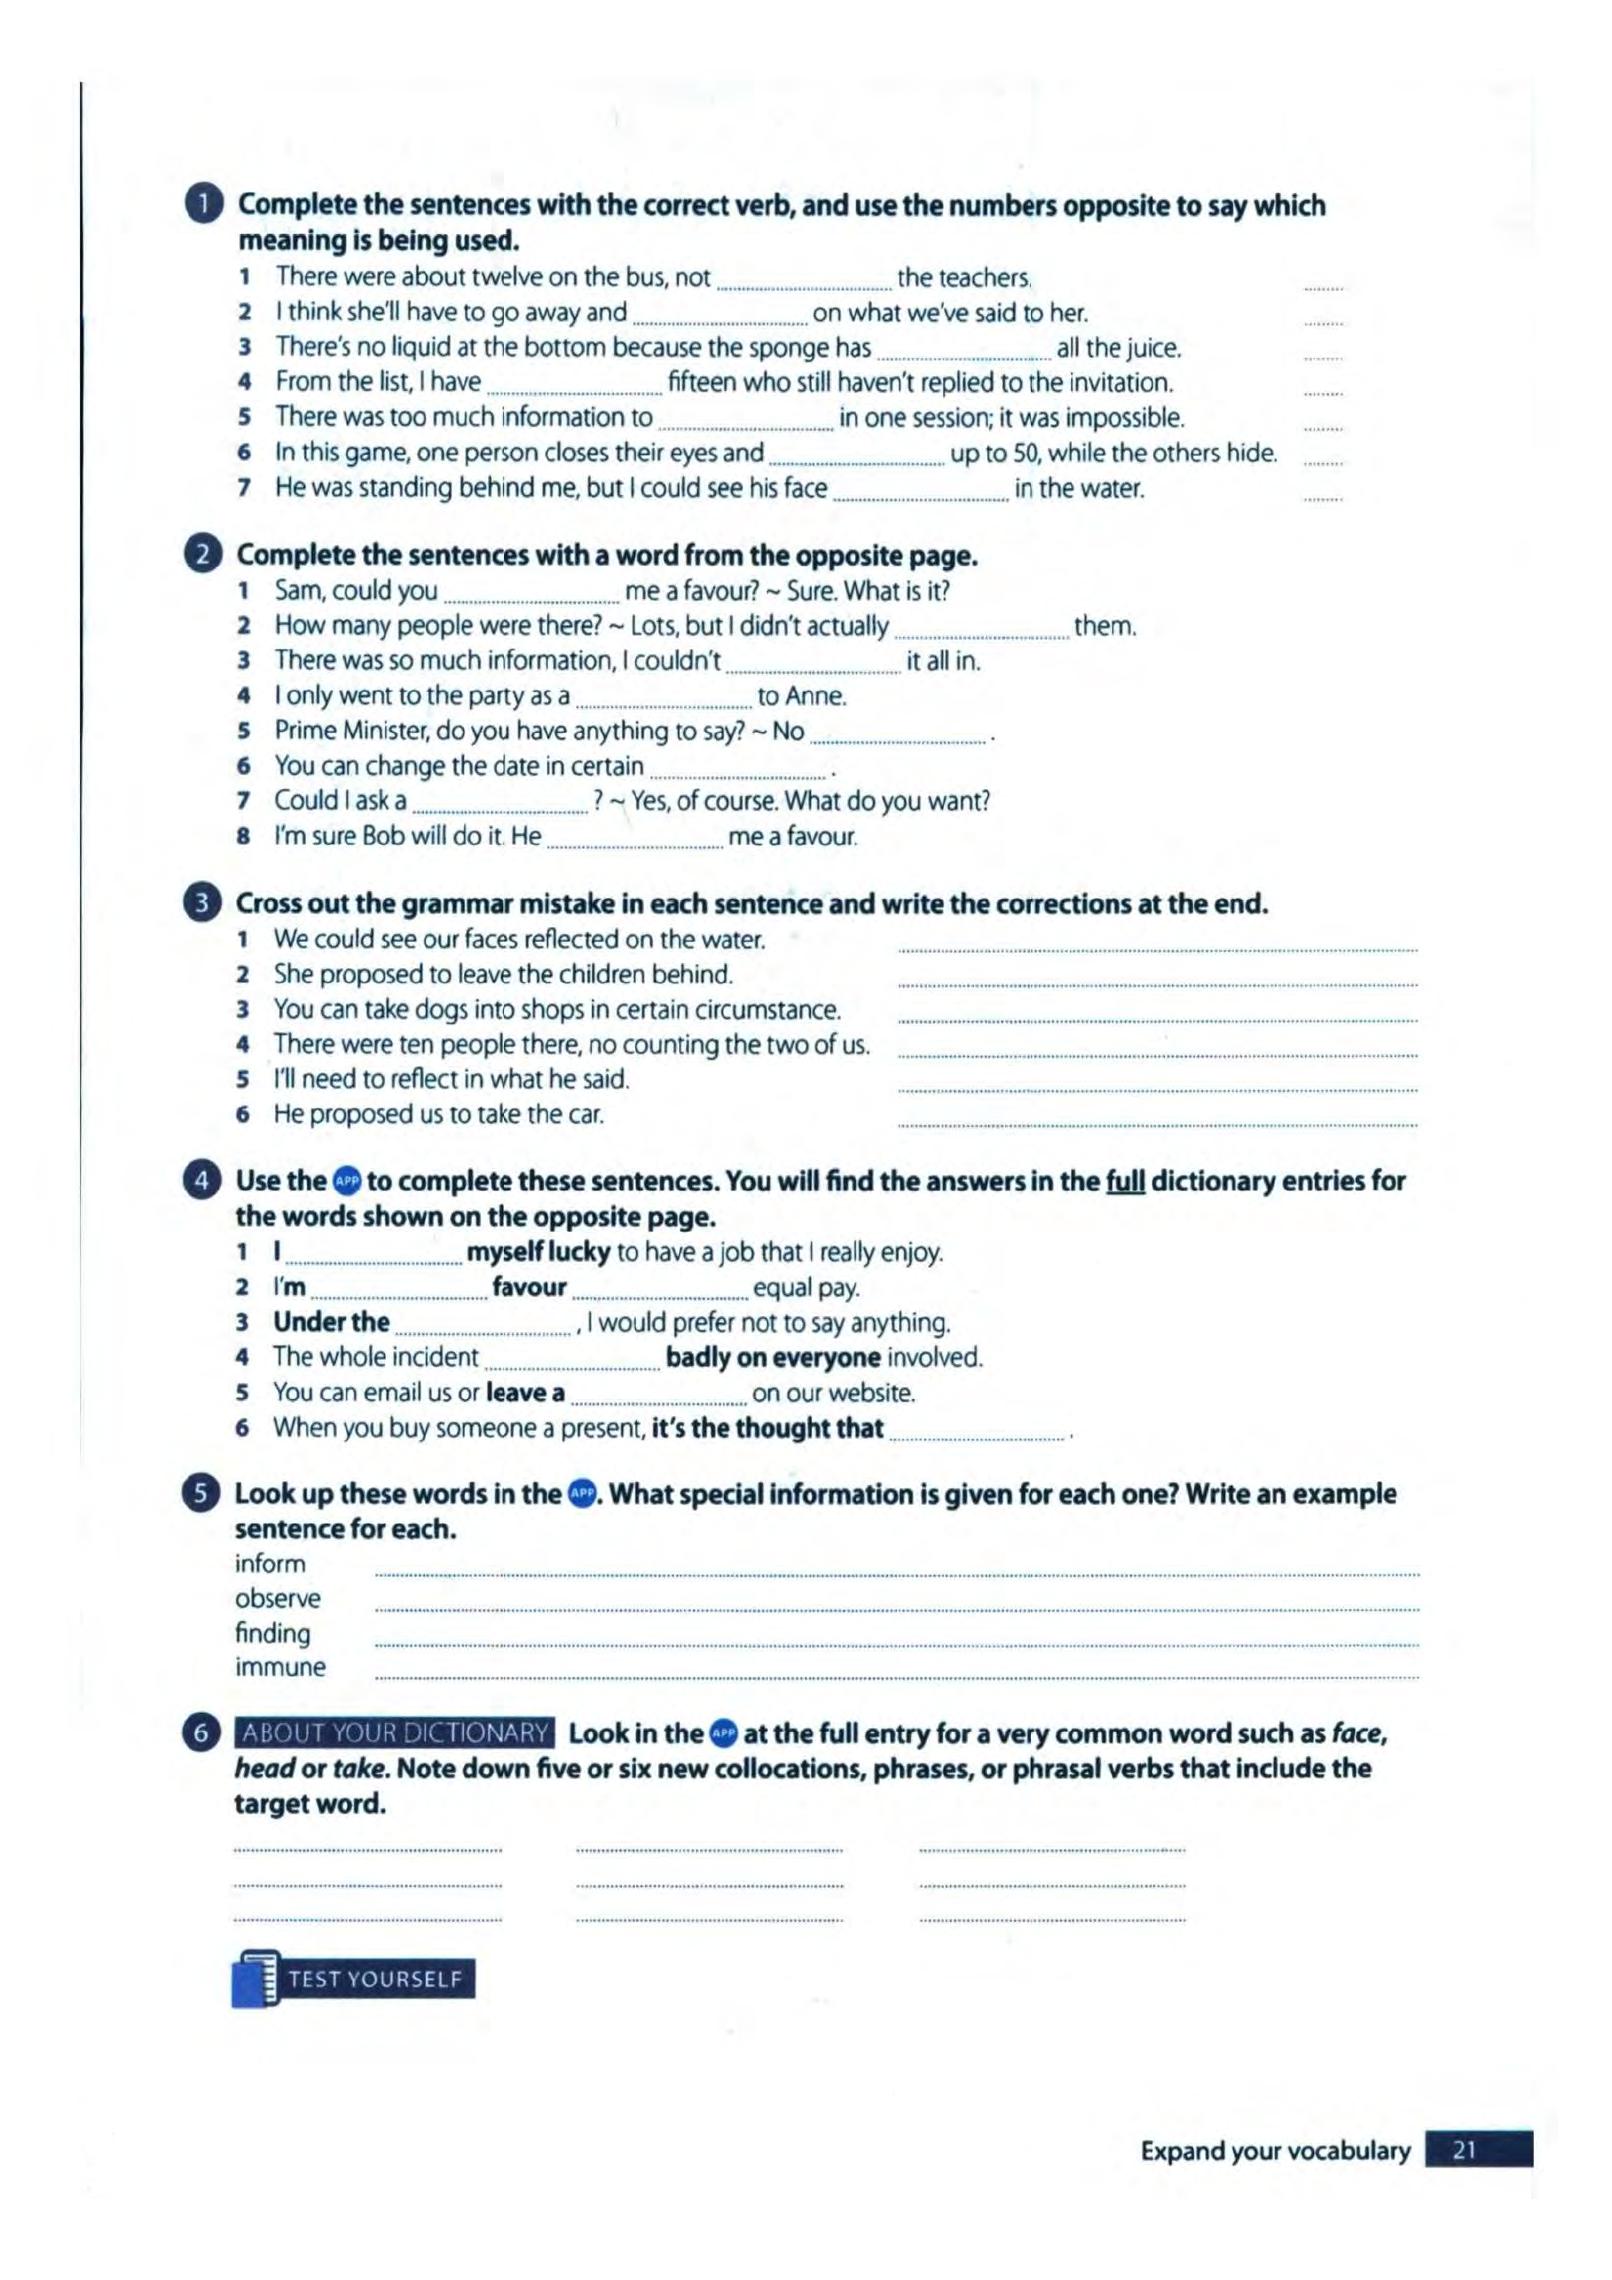 1 Complete the sentences with the correct verb, and use the numbers opposite to say which
meaning is being used.
1 There were about twelve on the bus, not .............................. the teachers. ........
2 I think she'll have to go away and .............................. on what we've said to her. ........
3 There's no liquid at the bottom because the sponge has .............................. all the juice. ........
4 From the list, I have .............................. fifteen who still haven't replied to the invitation. ........
5 There was too much information to .............................. in one session; it was impossible. ........
6 In this game, one person closes their eyes and .............................. up to 50, while the others hide. ........
7 He was standing behind me, but I could see his face .............................. in the water. ........
2 Complete the sentences with a word from the opposite page.
1 Sam, could you .............................. me a favour? ~ Sure. What is it?
2 How many people were there? ~ Lots, but I didn't actually .............................. them.
3 There was so much information, I couldn't .............................. it all in.
4 I only went to the party as a .............................. to Anne.
5 Prime Minister, do you have anything to say? ~ No .............................. .
6 You can change the date in certain .............................. .
7 Could I ask a .............................. ? ~ Yes, of course. What do you want?
8 I'm sure Bob will do it. He .............................. me a favour.
3 Cross out the grammar mistake in each sentence and write the corrections at the end.
1 We could see our faces reflected on the water. ..............................
2 She proposed to leave the children behind. ..............................
3 You can take dogs into shops in certain circumstance. ..............................
4 There were ten people there, no counting the two of us. ..............................
5 I'll need to reflect in what he said. ..............................
6 He proposed us to take the car. ..............................
4 Use the APP to complete these sentences. You will find the answers in the full dictionary entries for
the words shown on the opposite page.
1 I .............................. myself lucky to have a job that I really enjoy.
2 I'm .............................. favour .............................. equal pay.
3 Under the .............................. , I would prefer not to say anything.
4 The whole incident .............................. badly on everyone involved.
5 You can email us or leave a .............................. on our website.
6 When you buy someone a present, it's the thought that .............................. .
5 Look up these words in the APP. What special information is given for each one? Write an example
sentence for each.
inform ..............................
observe ..............................
finding ..............................
immune ..............................
6 ABOUT YOUR DICTIONARY Look in the APP at the full entry for a very common word such as face,
head or take. Note down five or six new collocations, phrases, or phrasal verbs that include the
target word.
.............................. .............................. ..............................
.............................. .............................. ..............................
.............................. .............................. ..............................
TEST YOURSELF
Expand your vocabulary 21